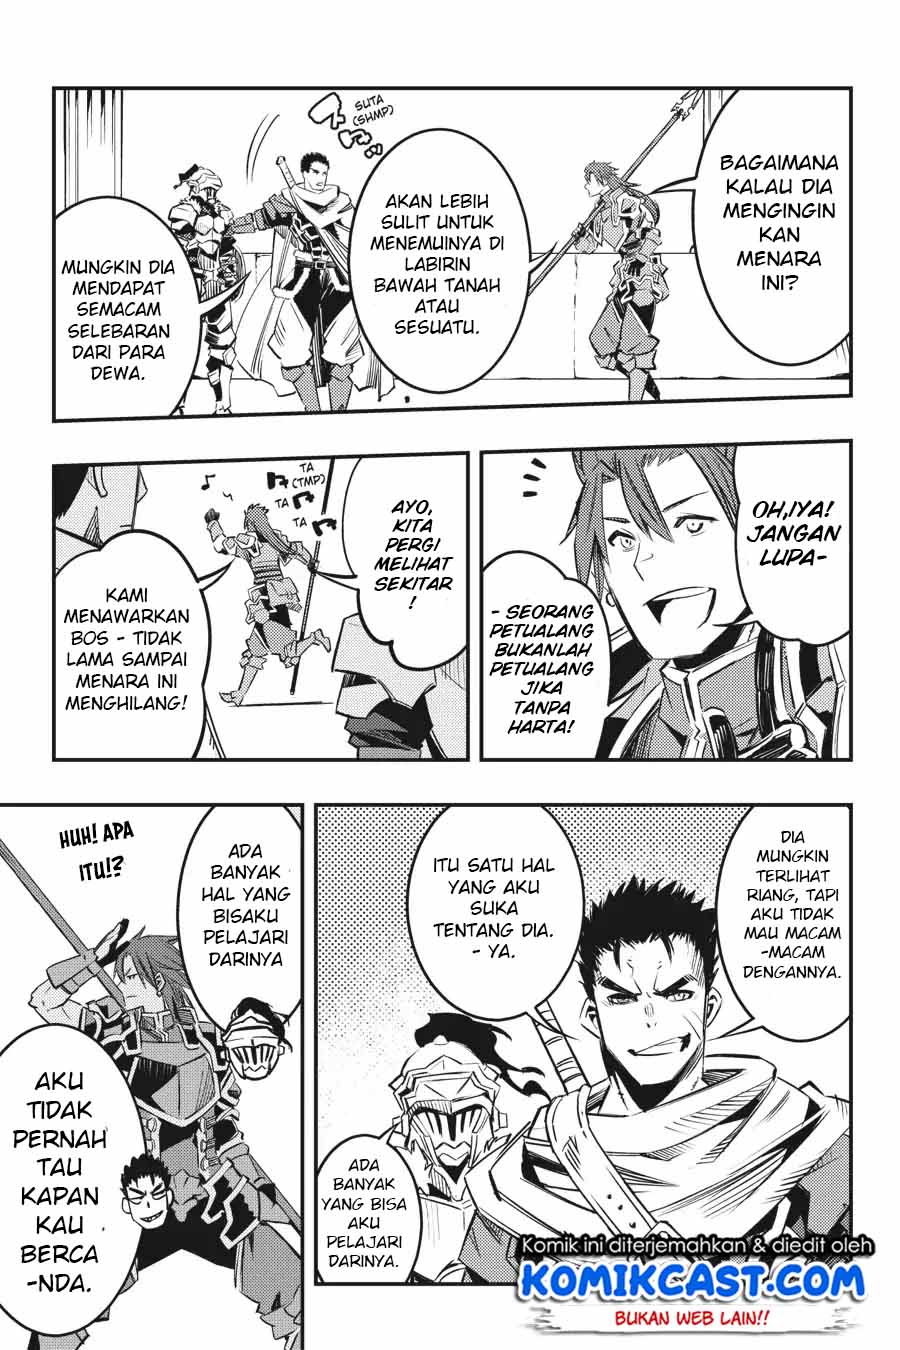 BAGAIMANA
KALAU DIA
MENGINGIN
KAN
MENARA
INI?
SUTA
(SHMP)
AKAN LEBIH
SULIT UNTUK
MENEMUINYA DI
LABIRIN
BAWAH TANAH
ATAU
SESUATU.
MUNGKIN DIA
MENDAPAT
SEMACAM
SELEBARAN
DARI PARA
DEWA.
OH,IYA!
JANGAN
LUPA-
- SEORANG
PETUALANG
BUKANLAH
PETUALANG
JIKA
TANPA
HARTA!
AYO,
KITA
PERGI
MELIHAT
SEKITAR
!
TA
(TMP)
TA
TA
KAMI
MENAWARKAN
BOS - TIDAK
LAMA SAMPAI
MENARA INI
MENGHILANG!
DIA
MUNGKIN
TERLIHAT
RIANG, TAPI
AKU TIDAK
MAU MACAM
-MACAM
DENGANNYA.
ITU SATU HAL
YANG AKU
SUKA
TENTANG DIA.
- YA.
ADA
BANYAK
YANG BISA
AKU
PELAJARI
DARINYA.
ADA
BANYAK
HAL YANG
BISAKU
PELAJARI
DARINYA
HUH! APA
ITU!?
AKU
TIDAK
PERNAH
TAU
KAPAN
KAU
BERCA
-NDA.
Komik ini diterjemahkan & diedit oleh
KOMIKCAST.COM
BUKAN WEB LAIN!!